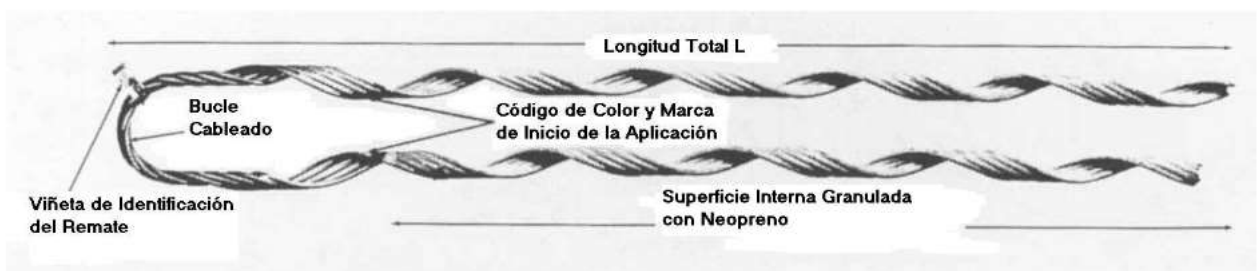 Longitud Total L
Bucle
Cableado
Código de Color y Marca
de Inicio de la Aplicación
Viñeta de Identificación
del Remate
Superficie Interna Granulada
con Neopreno